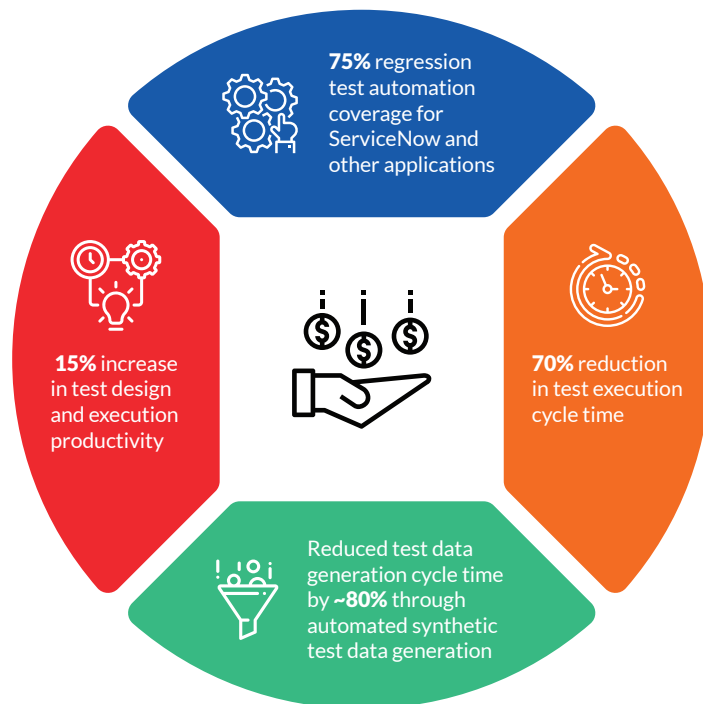 75% regression
test automation
coverage for
ServiceNow and
other applications
15% increase
in test design
and execution
productivity
70% reduction
in test execution
cycle time
Reduced test data
generation cycle time
by ~80% through
automated synthetic
test data generation